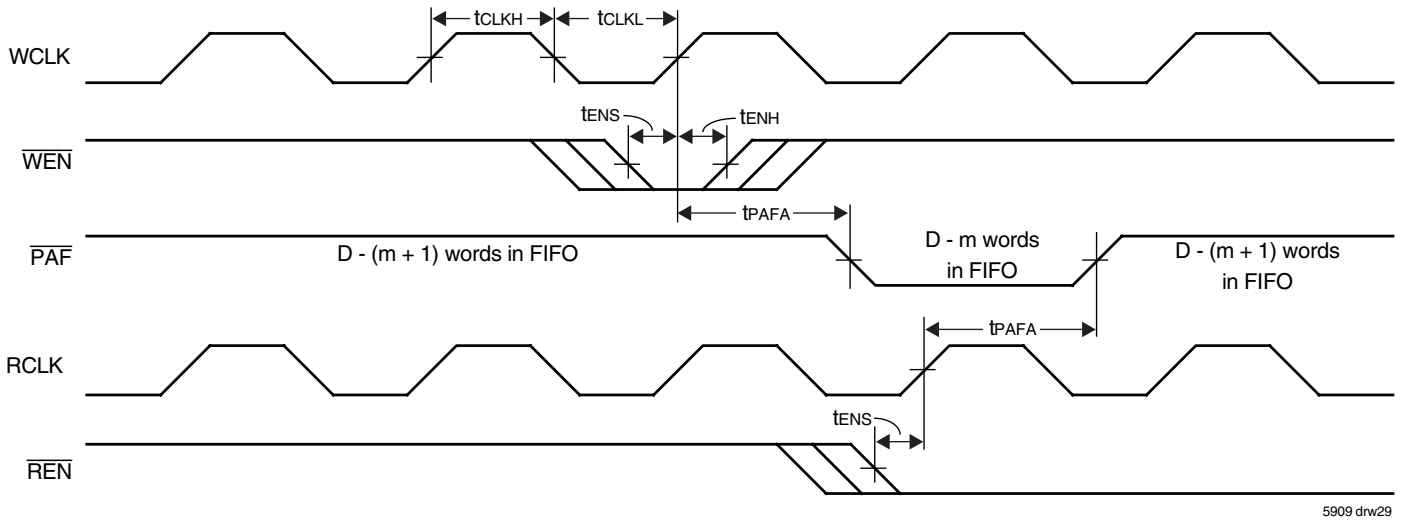 tCLKH
tCLKL
WCLK
tENS
tENH
WEN
tPAFA
PAF
D - (m + 1) words in FIFO
D - m words
in FIFO
D - (m + 1) words
in FIFO
tPAFA
RCLK
tENS
REN
5909 drw29